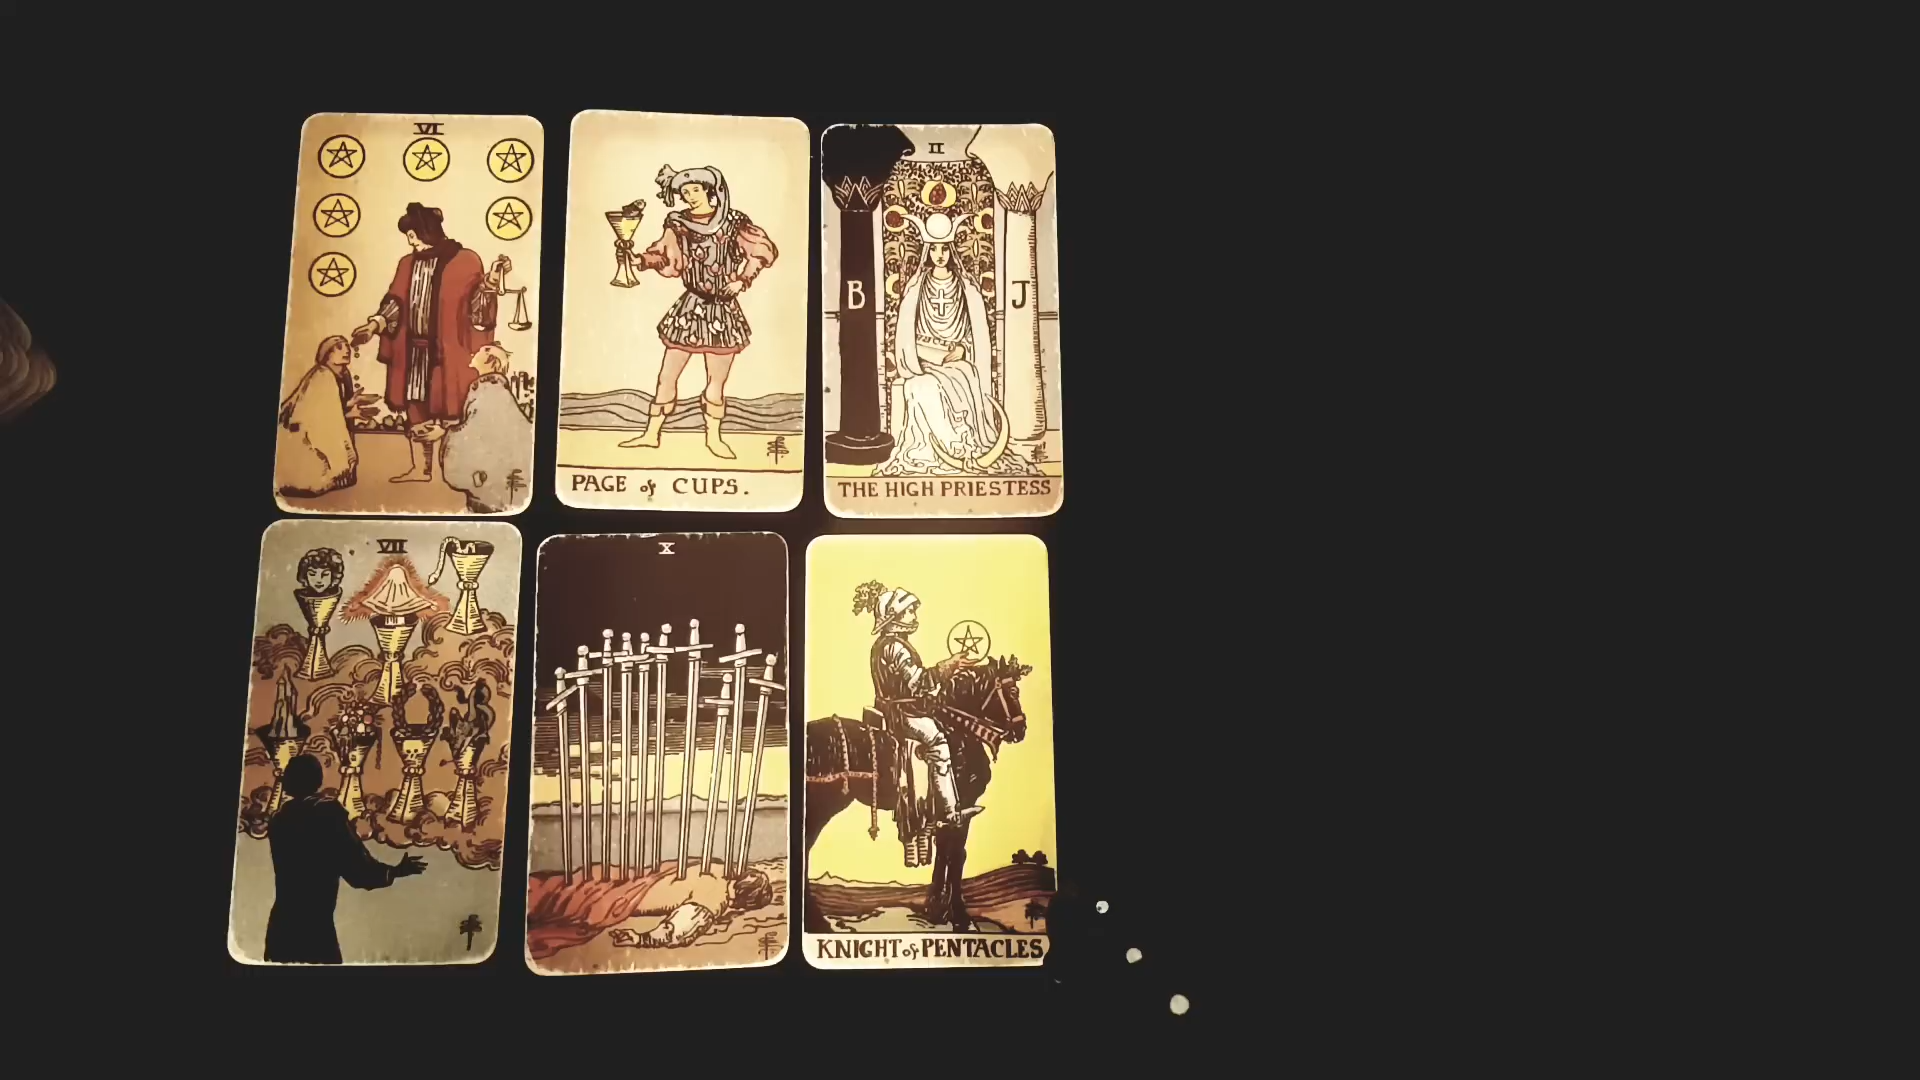 VI
PAGE of CUPS.
II
B
J
THE HIGH PRIESTESS
VII
X
KNIGHT of PENTACLES